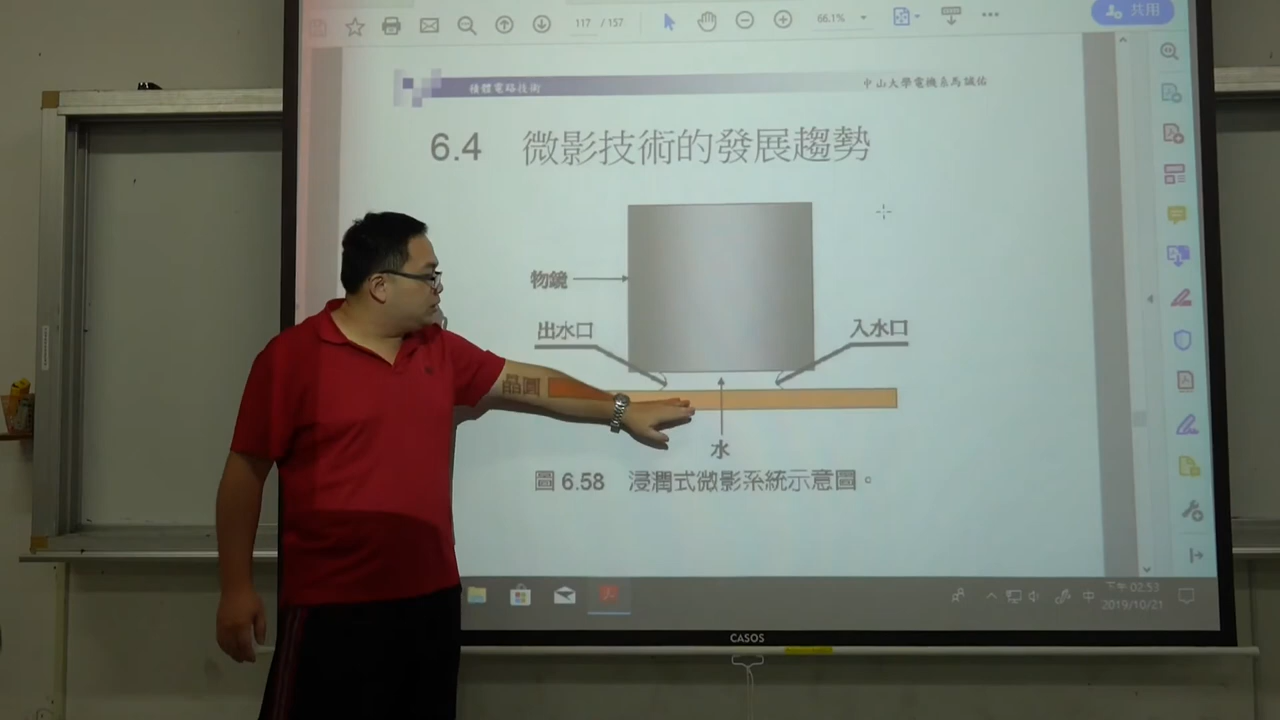 117 / 157
66.1%
共用
積體電路技術
中山大學電機系馬誠佑
6.4 微影技術的發展趨勢
物鏡
出水口
入水口
晶圓
水
圖 6.58 浸潤式微影系統示意圖。
中
下午 02:53
2019/10/21
CASOS